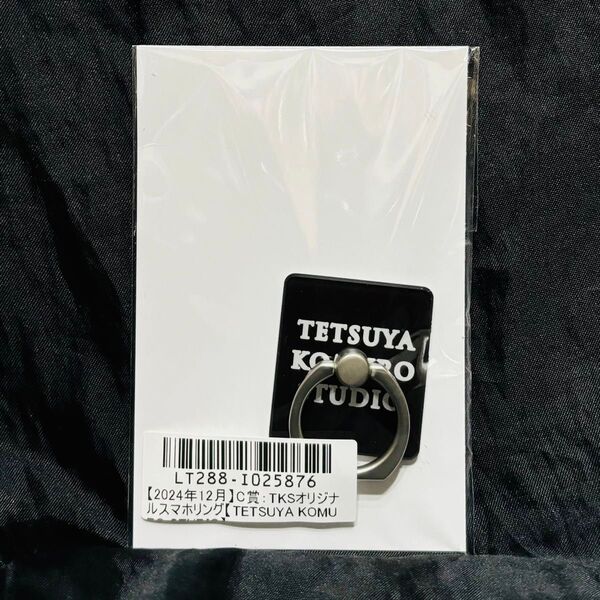 TETSUYA
TUDIO
LT288-I025876
【2024年12月】C賞:TKSオリジナ
ルスマホリング【TETSUYA KOMU